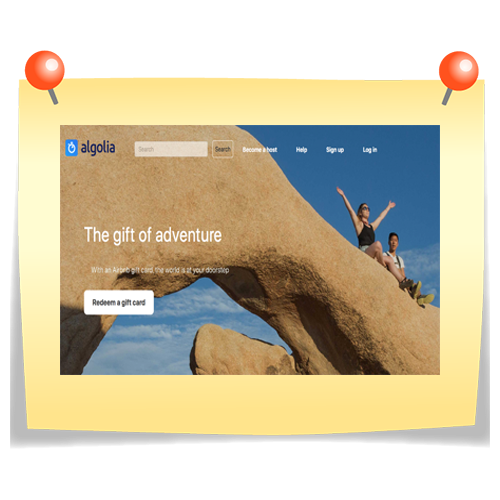 algolia Search Search Become a host Help Sign up Log in
The gift of adventure
With an Airbnb gift card, the world is at your doorstep
Redeem a gift card